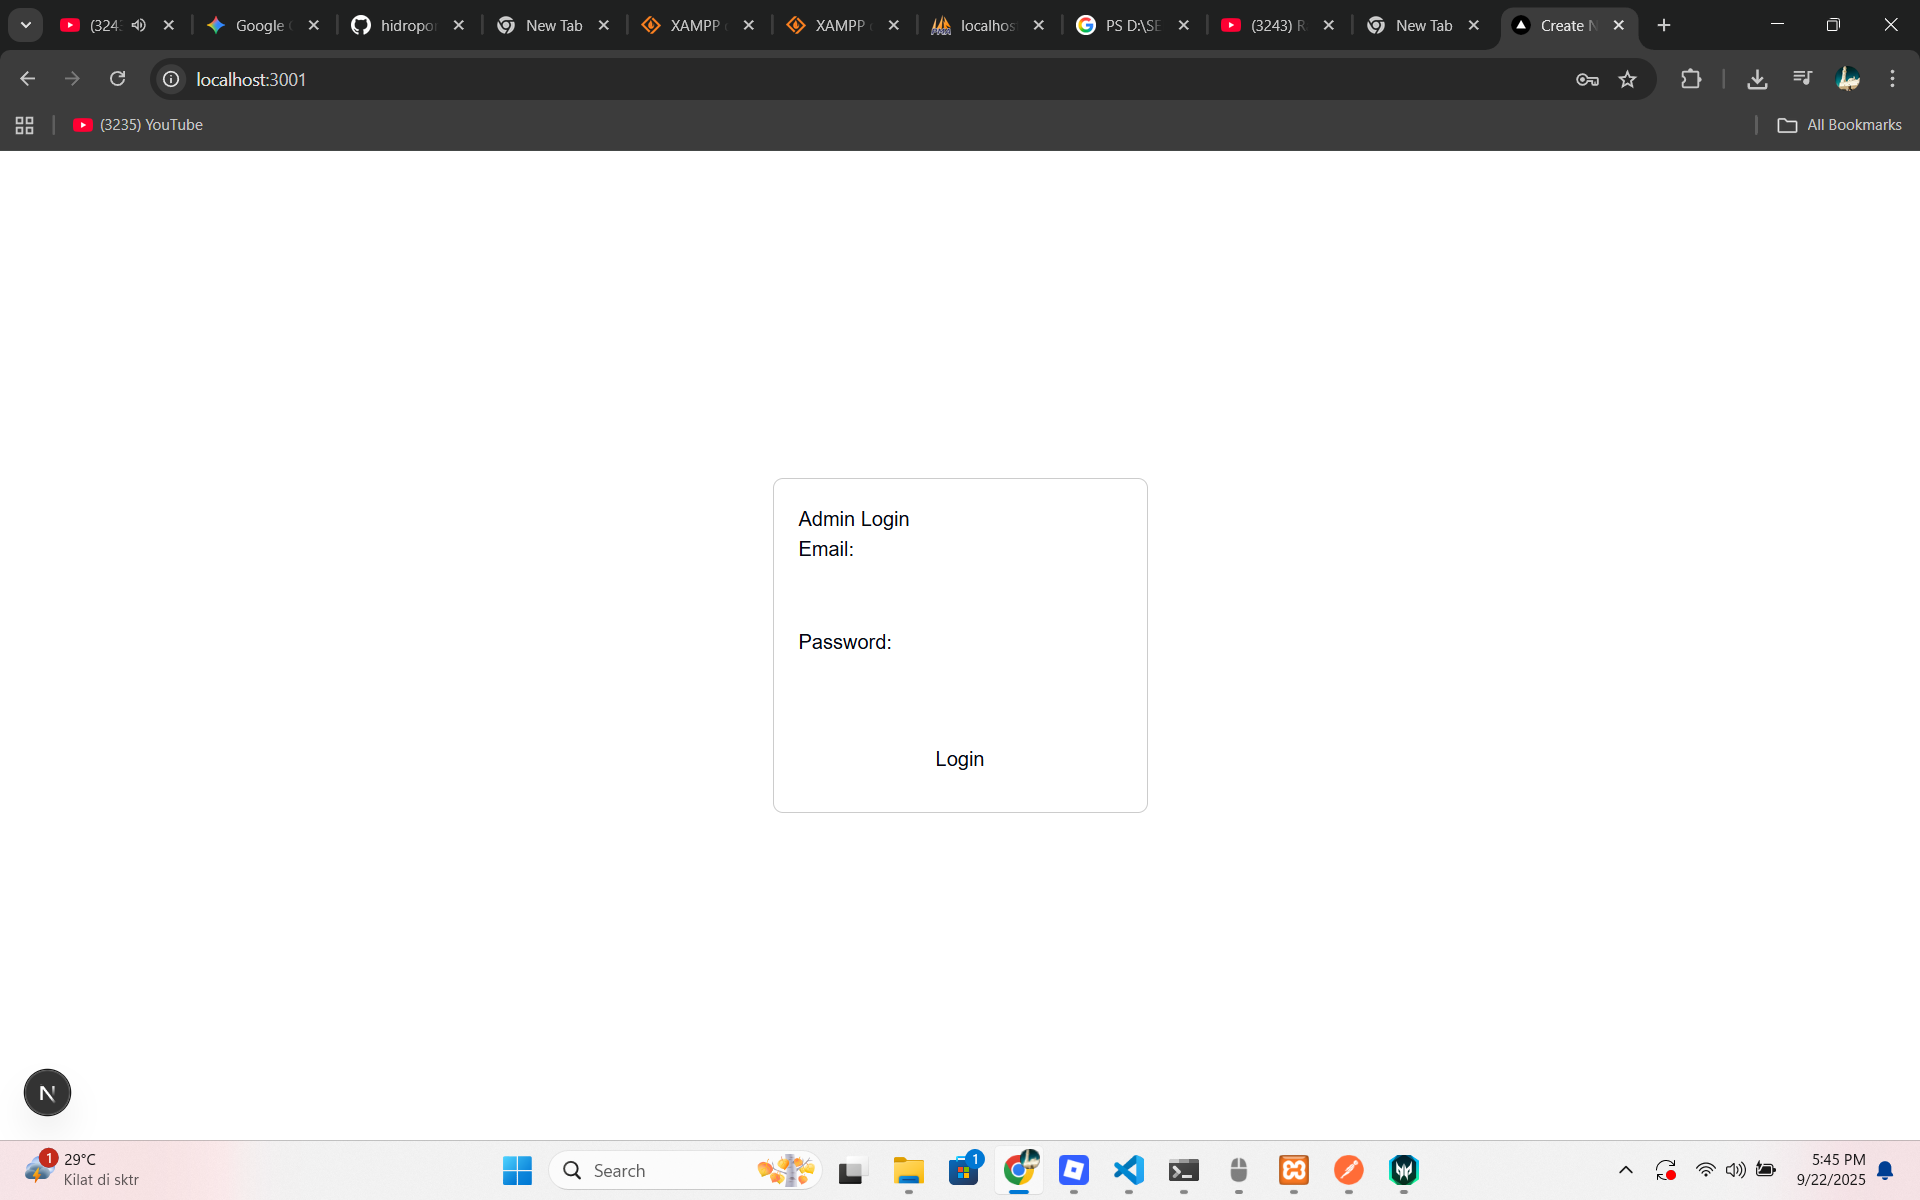 (324
Google
hidropo
New Tab
XAMPP
XAMPP
localhos
PS D:\SE
(3243) R
New Tab
Create N
localhost:3001
(3235) YouTube
All Bookmarks
Admin Login
Email:
Password:
Login
N
1
29°C
Kilat di sktr
Search
1
5:45 PM
9/22/2025